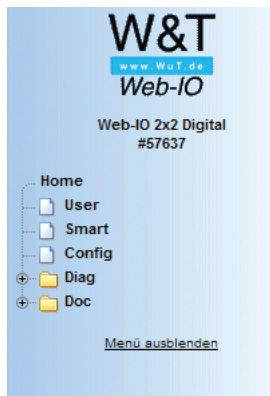 W&T
www.WuT.de
Web-IO
Web-IO 2x2 Digital
#57637
Home
User
Smart
Config
Diag
Doc
Menü ausblenden